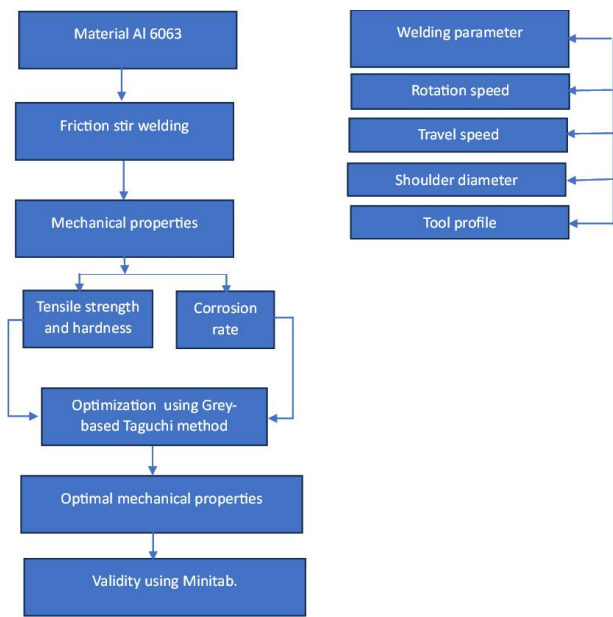 Material Al 6063
Friction stir welding
Mechanical properties
Tensile strength
and hardness
Corrosion
rate
Optimization using Grey-
based Taguchi method
Optimal mechanical properties
Validity using Minitab.
Welding parameter
Rotation speed
Travel speed
Shoulder diameter
Tool profile